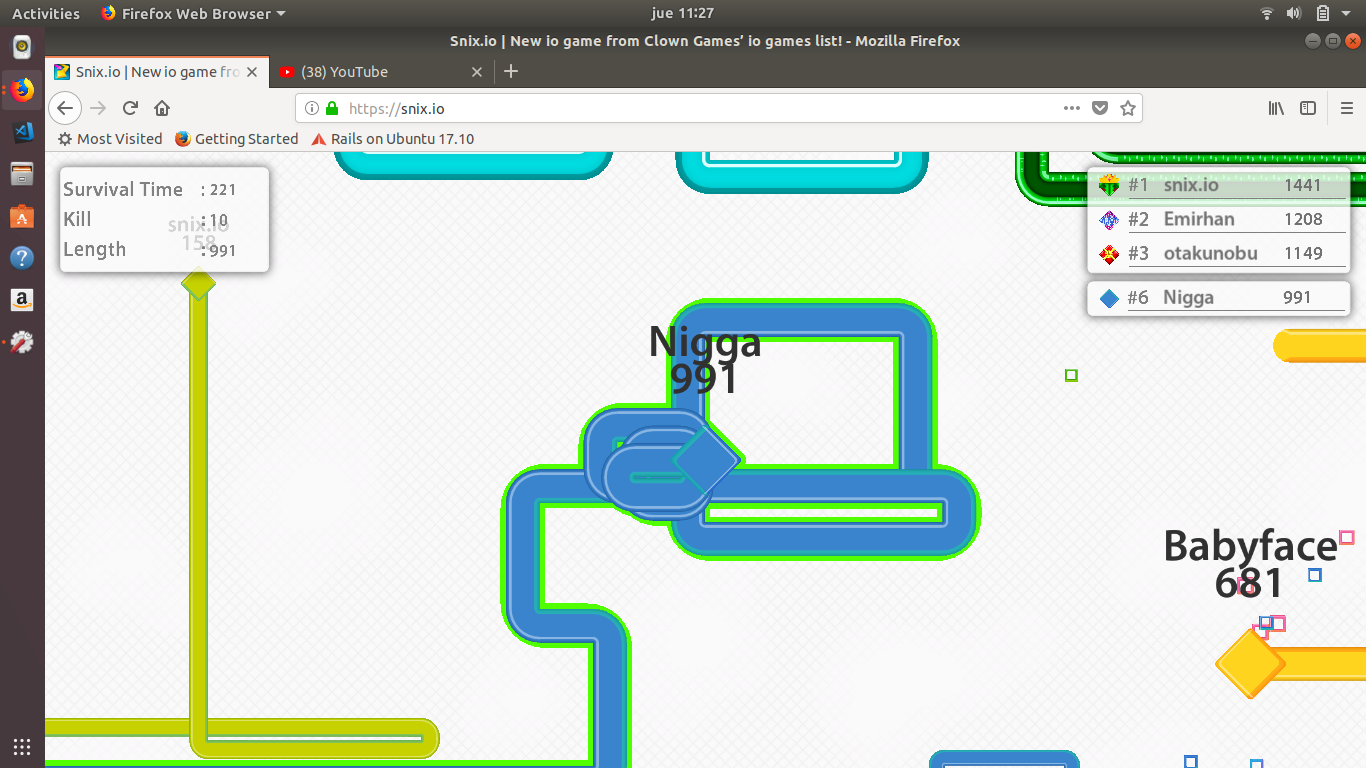 Activities Firefox Web Browser jue 11:27
Snix.io | New io game from Clown Games’ io games list! - Mozilla Firefox
Snix.io | New io game fro (38) YouTube
https://snix.io
Most Visited Getting Started Rails on Ubuntu 17.10
Survival Time : 221
Kill : 10
Length : 991
snix.io
158
#1 snix.io 1441
#2 Emirhan 1208
#3 otakunobu 1149
#6 Nigga 991
Nigga
991
Babyface
681